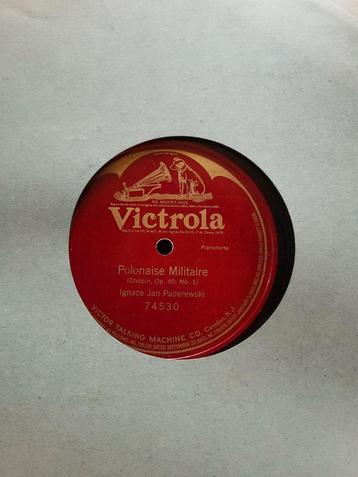 HIS MASTER'S VOICE
Victrola
Pianoforte
Polonaise Militaire
(Chopin, Op. 40, No. 1)
Ignace Jan Paderewski
74530
VICTOR TALKING MACHINE CO. Camden, N.J.